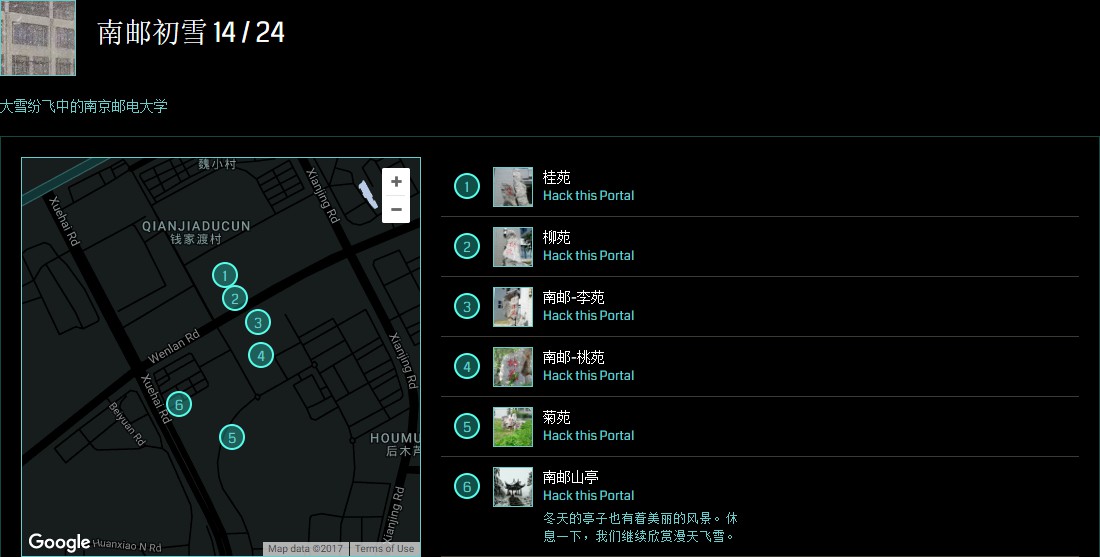 南邮初雪 14 / 24
大雪纷飞中的南京邮电大学
魏小村
Xuehai Rd
Xianjing Rd
+
−
QIANJIADUCUN
钱家渡村
1
2
3
4
5
6
Wenlan Rd
Xuehai Rd
Beiyuan Rd
Xianjing Rd
HOUMU
后木芦
Xianjing Rd
Huanxiao N Rd
Google
Map data ©2017
Terms of Use
1
桂苑
Hack this Portal
2
柳苑
Hack this Portal
3
南邮-李苑
Hack this Portal
4
南邮-桃苑
Hack this Portal
5
菊苑
Hack this Portal
6
南邮山亭
Hack this Portal
冬天的亭子也有着美丽的风景。休
息一下，我们继续欣赏漫天飞雪。